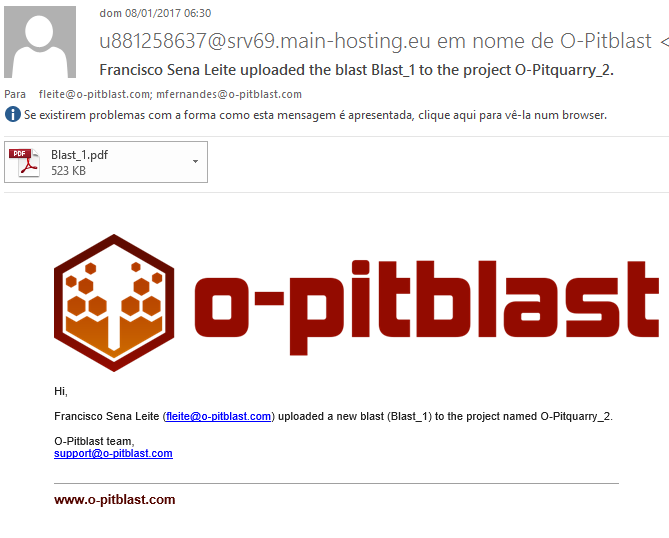 dom 08/01/2017 06:30
u881258637@srv69.main-hosting.eu em nome de O-Pitblast <
Francisco Sena Leite uploaded the blast Blast_1 to the project O-Pitquarry_2.
Para fleite@o-pitblast.com; mfernandes@o-pitblast.com
Se existirem problemas com a forma como esta mensagem é apresentada, clique aqui para vê-la num browser.
PDF
Blast_1.pdf
523 KB
o-pitblast
Hi,
Francisco Sena Leite (fleite@o-pitblast.com) uploaded a new blast (Blast_1) to the project named O-Pitquarry_2.
O-Pitblast team,
support@o-pitblast.com
www.o-pitblast.com